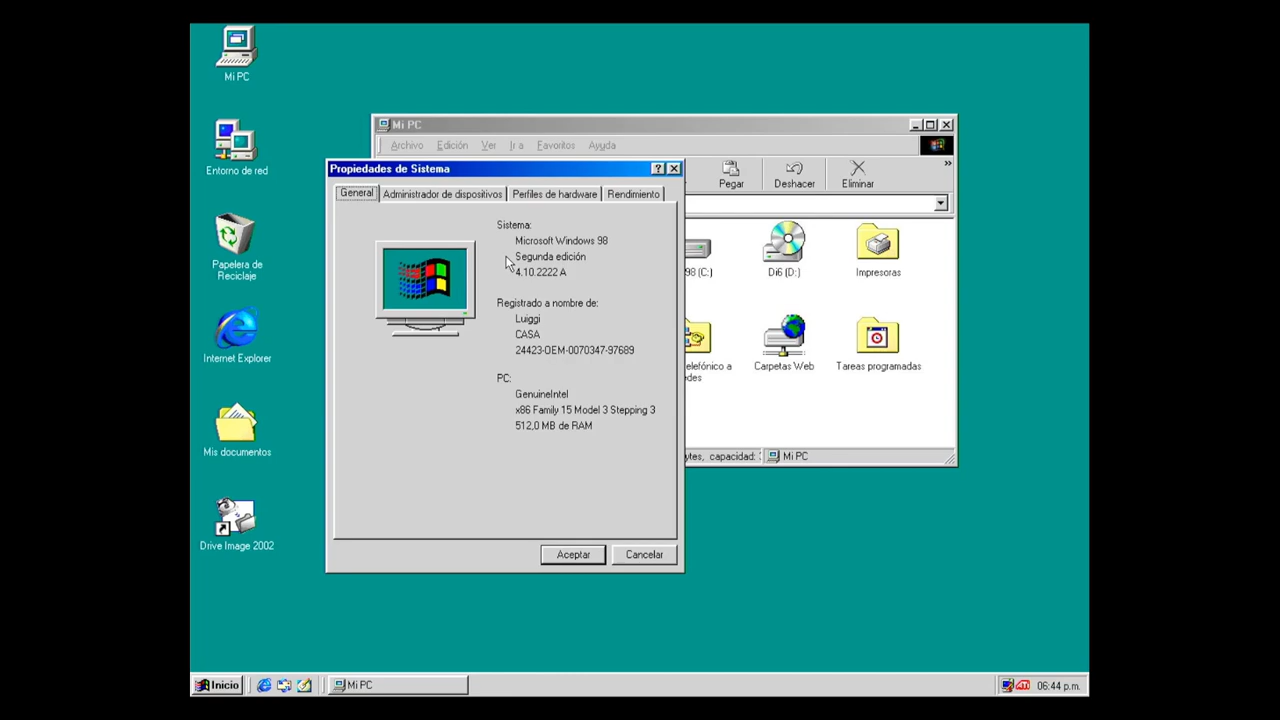 Mi PC
Entorno de red
Papelera de
Reciclaje
Internet Explorer
Mis documentos
Drive Image 2002
Mi PC
Archivo Edición Ver Ir a Favoritos Ayuda
Pegar Deshacer Eliminar
98 (C:) Di6 (D:) Impresoras
telefónico a Carpetas Web Tareas programadas
capacidad: Mi PC
Propiedades de Sistema
General Administrador de dispositivos Perfiles de hardware Rendimiento
Sistema:
Microsoft Windows 98
Segunda edición
4.10.2222 A
Registrado a nombre de:
Luiggi
CASA
24423-OEM-0070347-97689
PC:
GenuineIntel
x86 Family 15 Model 3 Stepping 3
512,0 MB de RAM
Aceptar Cancelar
Inicio Mi PC 06:44 p.m.